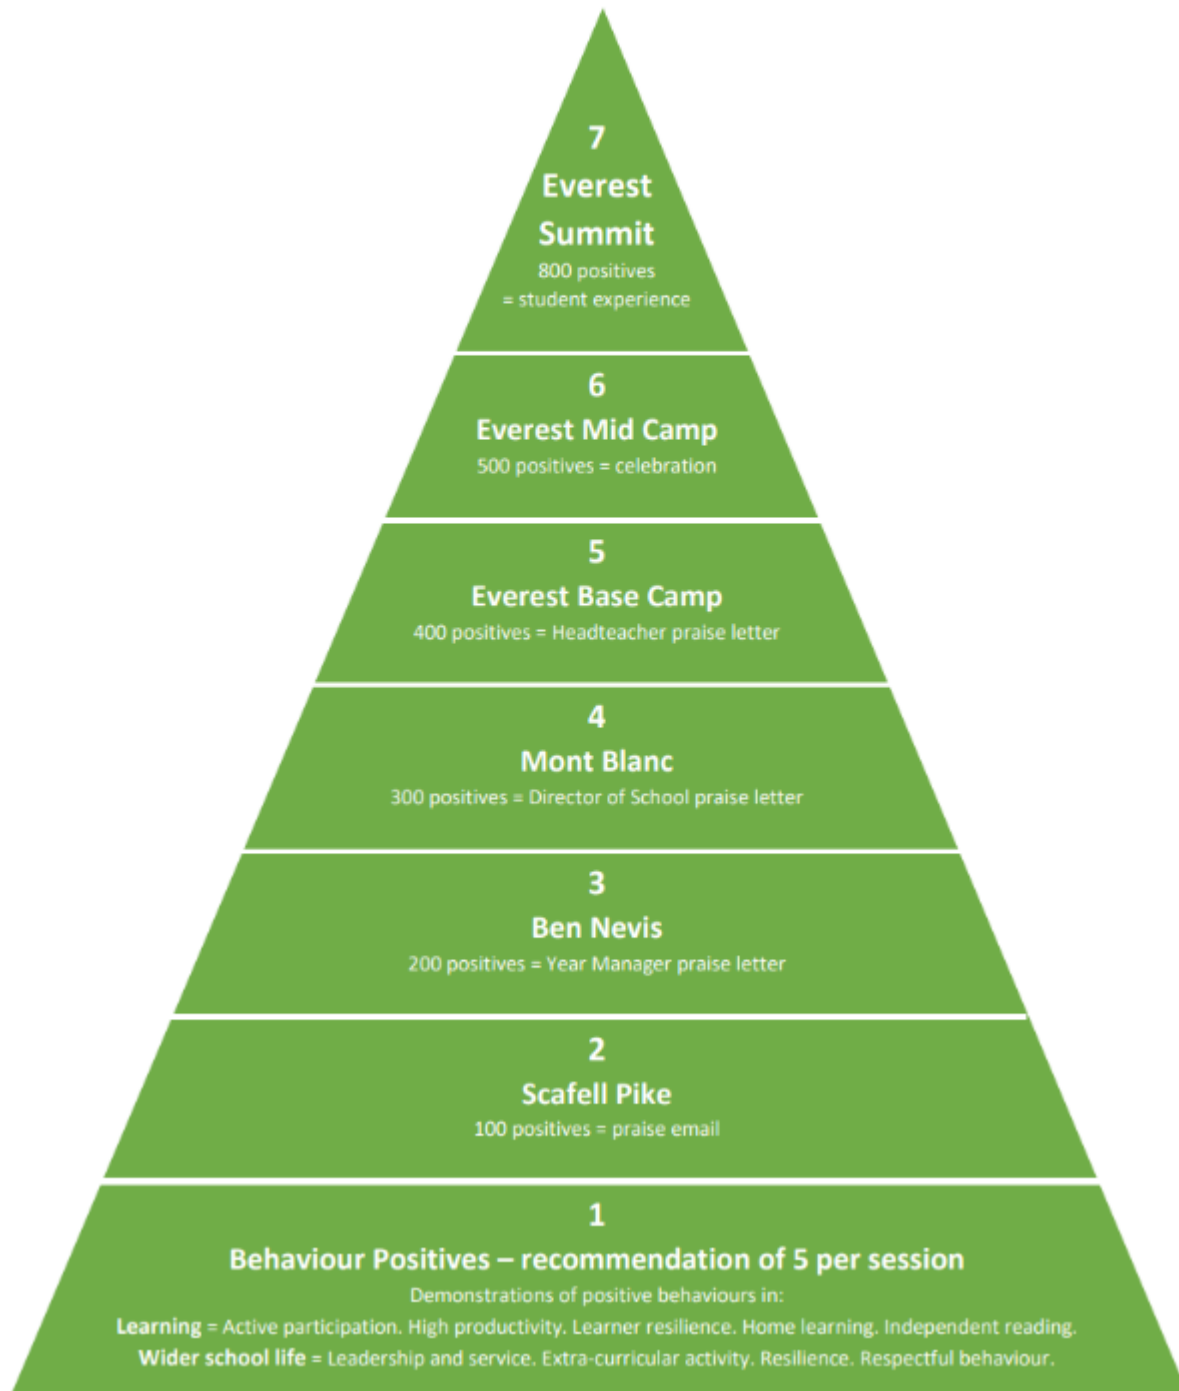 7
Everest
Summit
800 positives
= student experience
6
Everest Mid Camp
500 positives = celebration
5
Everest Base Camp
400 positives = Headteacher praise letter
4
Mont Blanc
300 positives = Director of School praise letter
3
Ben Nevis
200 positives = Year Manager praise letter
2
Scafell Pike
100 positives = praise email
1
Behaviour Positives – recommendation of 5 per session
Demonstrations of positive behaviours in:
Learning = Active participation. High productivity. Learner resilience. Home learning. Independent reading.
Wider school life = Leadership and service. Extra-curricular activity. Resilience. Respectful behaviour.